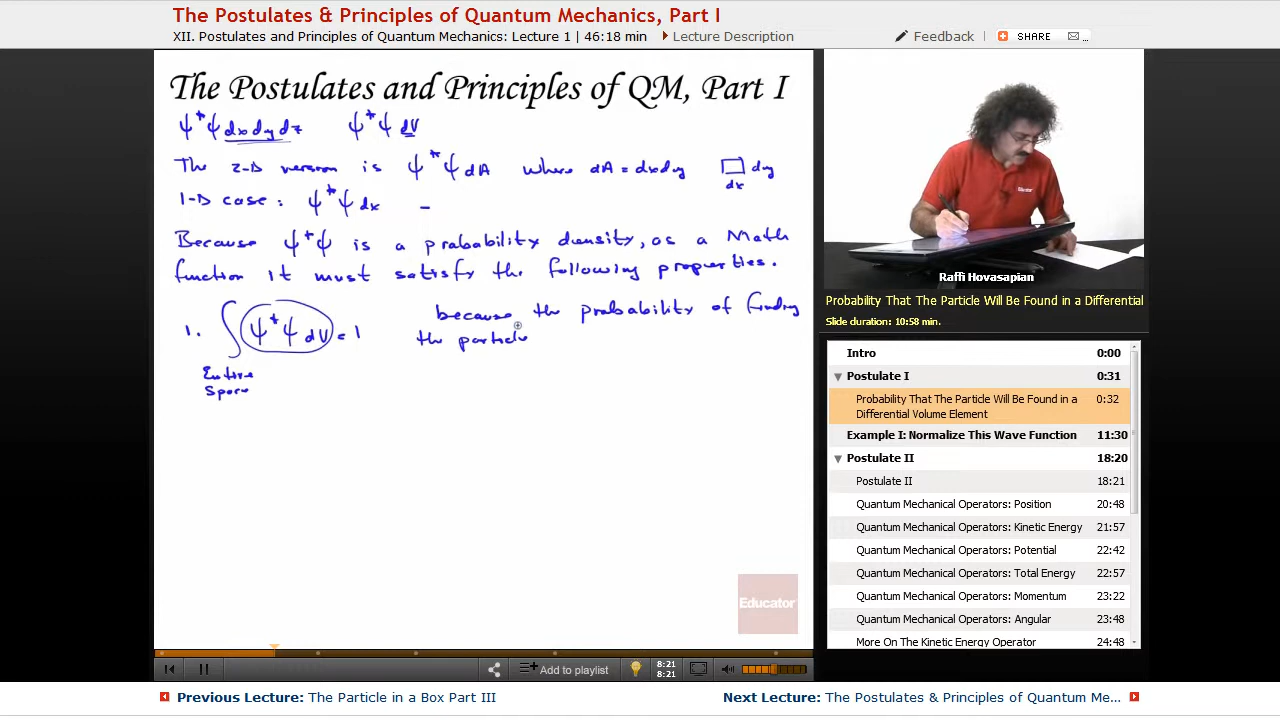 The Postulates & Principles of Quantum Mechanics, Part I
XII. Postulates and Principles of Quantum Mechanics: Lecture 1 | 46:18 min
Lecture Description
Feedback
SHARE
The Postulates and Principles of QM, Part I
ψ*ψ dx dy dz ψ*ψ dV
The 2-D version is ψ*ψ dA where dA = dxdy dy
dx
1-D case: ψ*ψ dx –
Because ψ*ψ is a probability density, as a Math
function it must satisfy the following properties.
1. ∫ ψ*ψ dV = 1 because the probability of finding
the particle
Entire
Space
Educator
Educator
Raffi Hovasapian
Probability That The Particle Will Be Found in a Differential
Slide duration: 10:58 min.
Intro 0:00
Postulate I 0:31
Probability That The Particle Will Be Found in a 0:32
Differential Volume Element
Example I: Normalize This Wave Function 11:30
Postulate II 18:20
Postulate II 18:21
Quantum Mechanical Operators: Position 20:48
Quantum Mechanical Operators: Kinetic Energy 21:57
Quantum Mechanical Operators: Potential 22:42
Quantum Mechanical Operators: Total Energy 22:57
Quantum Mechanical Operators: Momentum 23:22
Quantum Mechanical Operators: Angular 23:48
More On The Kinetic Energy Operator 24:48
Add to playlist
8:21
8:21
Previous Lecture: The Particle in a Box Part III
Next Lecture: The Postulates & Principles of Quantum Me...